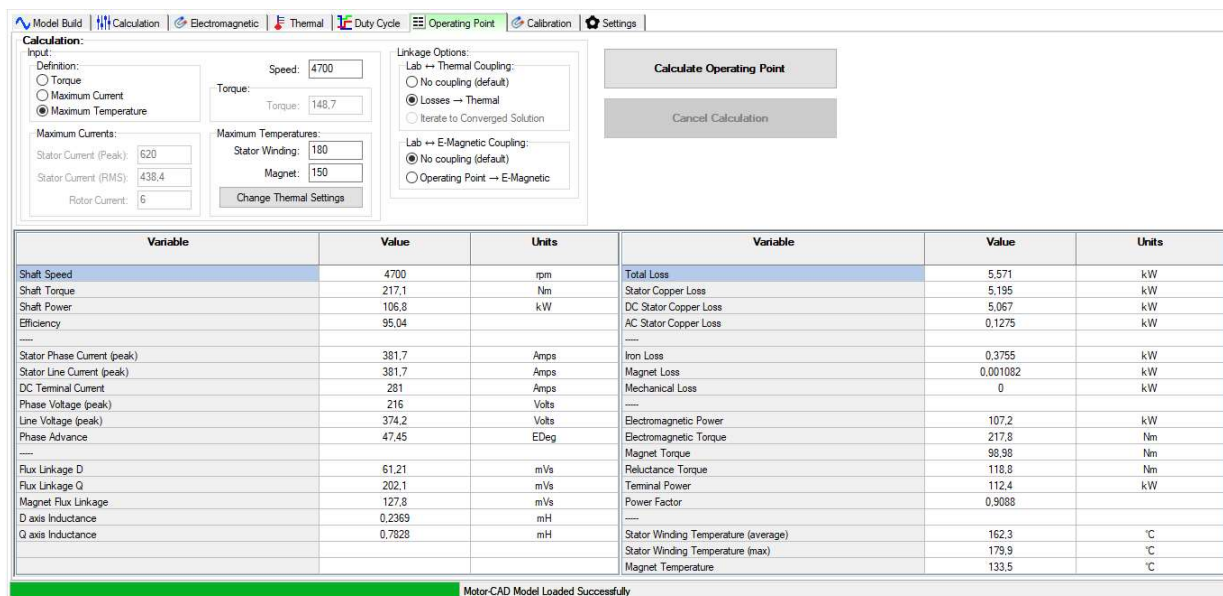 Model Build Calculation Electromagnetic Thermal Duty Cycle Operating Point Calibration Settings
Calculation:
Input:
Definition:
Torque
Maximum Current
Maximum Temperature
Speed: 4700
Torque:
Torque: 148,7
Maximum Currents:
Stator Current (Peak): 620
Stator Current (RMS): 438,4
Rotor Current: 6
Maximum Temperatures:
Stator Winding: 180
Magnet: 150
Change Thermal Settings
Linkage Options:
Lab ↔ Thermal Coupling:
No coupling (default)
Losses → Thermal
Iterate to Converged Solution
Lab ↔ E-Magnetic Coupling:
No coupling (default)
Operating Point → E-Magnetic
Calculate Operating Point
Cancel Calculation
Variable Value Units
Shaft Speed 4700 rpm
Shaft Torque 217,1 Nm
Shaft Power 106,8 kW
Efficiency 95,04
-----
Stator Phase Current (peak) 381,7 Amps
Stator Line Current (peak) 381,7 Amps
DC Terminal Current 281 Amps
Phase Voltage (peak) 216 Volts
Line Voltage (peak) 374,2 Volts
Phase Advance 47,45 EDeg
-----
Flux Linkage D 61,21 mVs
Flux Linkage Q 202,1 mVs
Magnet Flux Linkage 127,8 mVs
D axis Inductance 0,2369 mH
Q axis Inductance 0,7828 mH
Variable Value Units
Total Loss 5,571 kW
Stator Copper Loss 5,195 kW
DC Stator Copper Loss 5,067 kW
AC Stator Copper Loss 0,1275 kW
-----
Iron Loss 0,3755 kW
Magnet Loss 0,001082 kW
Mechanical Loss 0 kW
-----
Electromagnetic Power 107,2 kW
Electromagnetic Torque 217,8 Nm
Magnet Torque 98,98 Nm
Reluctance Torque 118,8 Nm
Terminal Power 112,4 kW
Power Factor 0,9088
-----
Stator Winding Temperature (average) 162,3 °C
Stator Winding Temperature (max) 179,9 °C
Magnet Temperature 133,5 °C
Motor-CAD Model Loaded Successfully